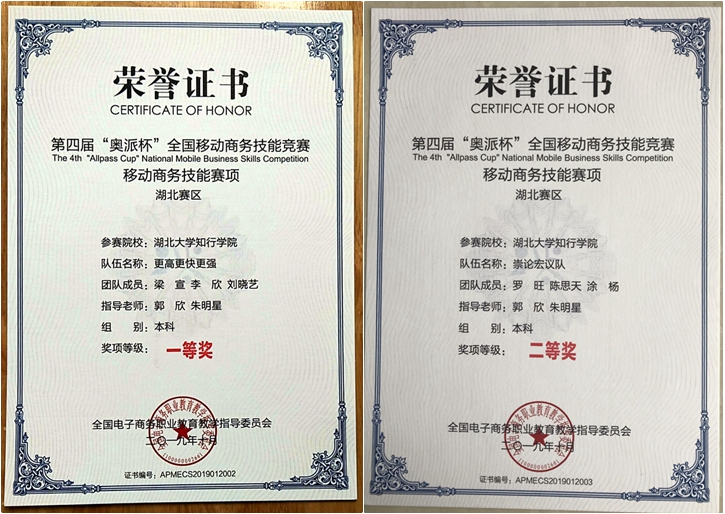 荣誉证书
CERTIFICATE OF HONOR
第四届“奥派杯”全国移动商务技能竞赛
The 4th "Allpass Cup" National Mobile Business Skills Competition
移动商务技能赛项
湖北赛区
参赛院校：湖北大学知行学院
队伍名称：更高更快更强
团队成员：梁 宣 李 欣 刘晓艺
指导老师：郭 欣 朱明星
组 别：本科
奖项等级： 一等奖
全国电子商务职业教育教学指导委员会
二〇一九年十月
证书编号：APMECS2019012002
荣誉证书
CERTIFICATE OF HONOR
第四届“奥派杯”全国移动商务技能竞赛
The 4th "Allpass Cup" National Mobile Business Skills Competition
移动商务技能赛项
湖北赛区
参赛院校：湖北大学知行学院
队伍名称：崇论宏议队
团队成员：罗 旺 陈思天 涂 杨
指导老师：郭 欣 朱明星
组 别：本科
奖项等级： 二等奖
全国电子商务职业教育教学指导委员会
二〇一九年十月
证书编号：APMECS2019012003